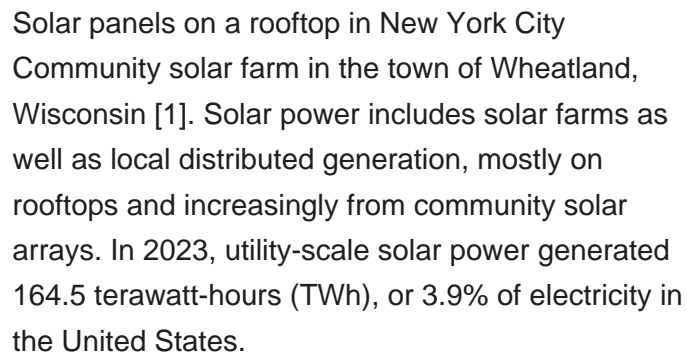 Solar panels on a rooftop in New York City
Community solar farm in the town of Wheatland,
Wisconsin [1]. Solar power includes solar farms as
well as local distributed generation, mostly on
rooftops and increasingly from community solar
arrays. In 2023, utility-scale solar power generated
164.5 terawatt-hours (TWh), or 3.9% of electricity in
the United States.